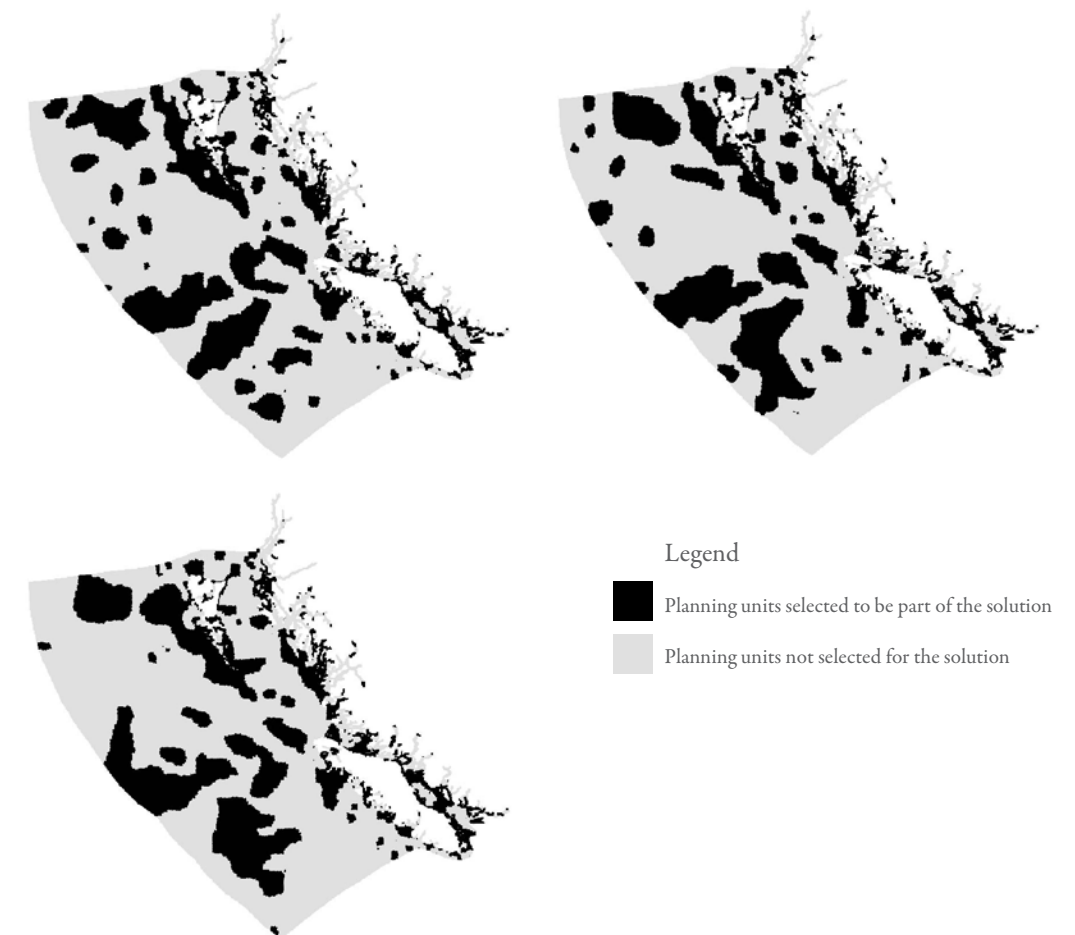 Legend
Planning units selected to be part of the solution
Planning units not selected for the solution